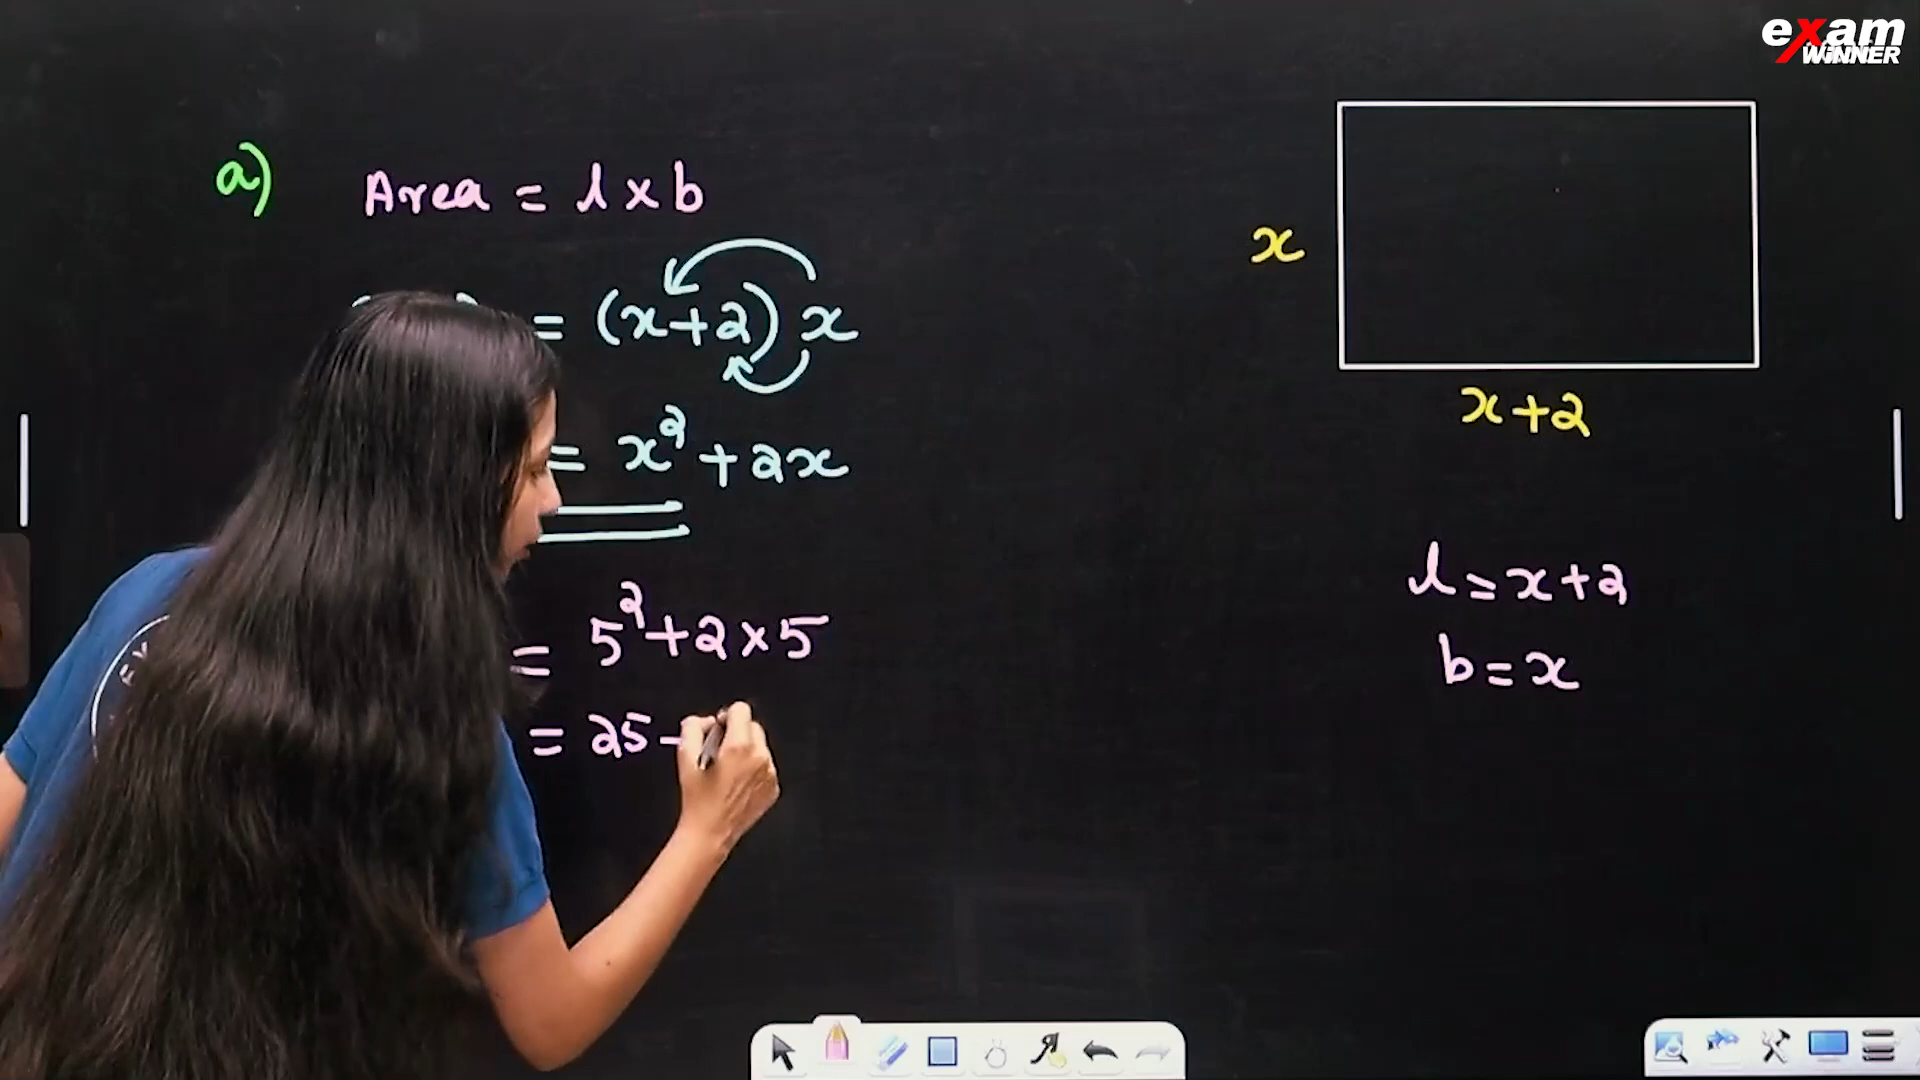 exam
WiNNER
a) Area = l x b
= (x+2) x
= x² + 2x
= 5² + 2 x 5
= 25
x
x+2
l = x+2
b = x